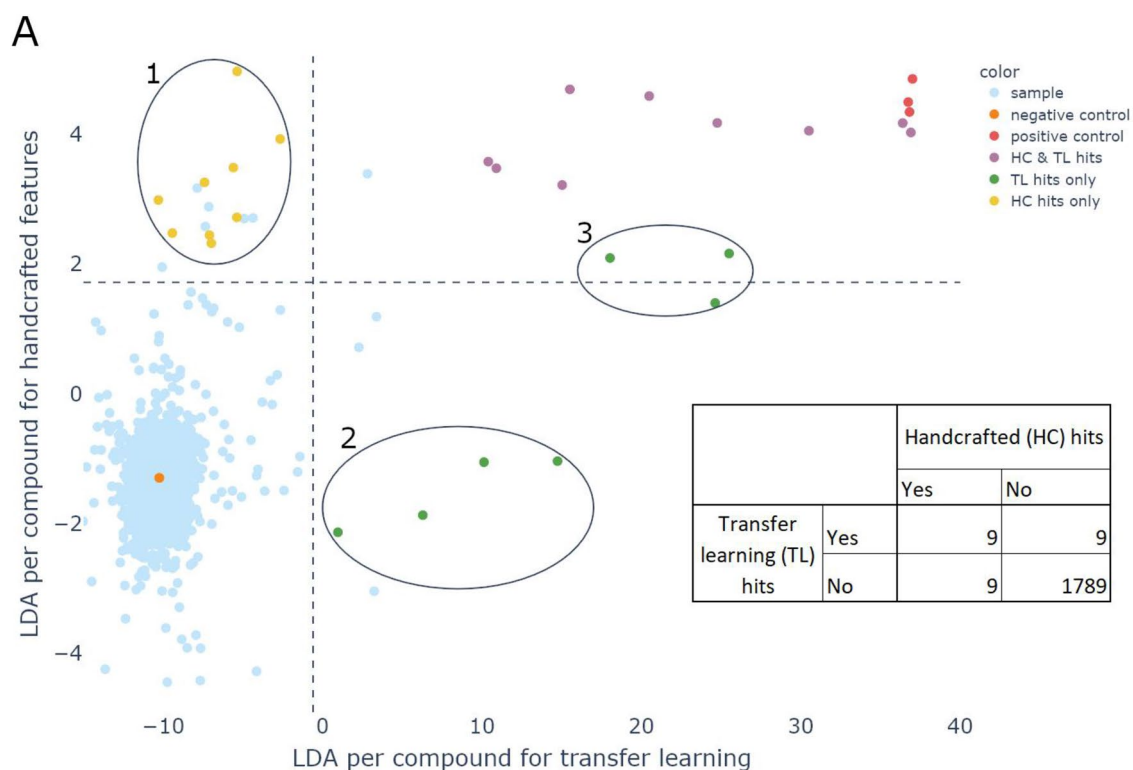 A
1
2
3
color
sample
negative control
positive control
HC & TL hits
TL hits only
HC hits only
LDA per compound for handcrafted features
4
2
0
−2
−4
−10
0
10
20
30
40
LDA per compound for transfer learning
Handcrafted (HC) hits
Yes No
Transfer learning (TL) hits
Yes 9 9
No 9 1789